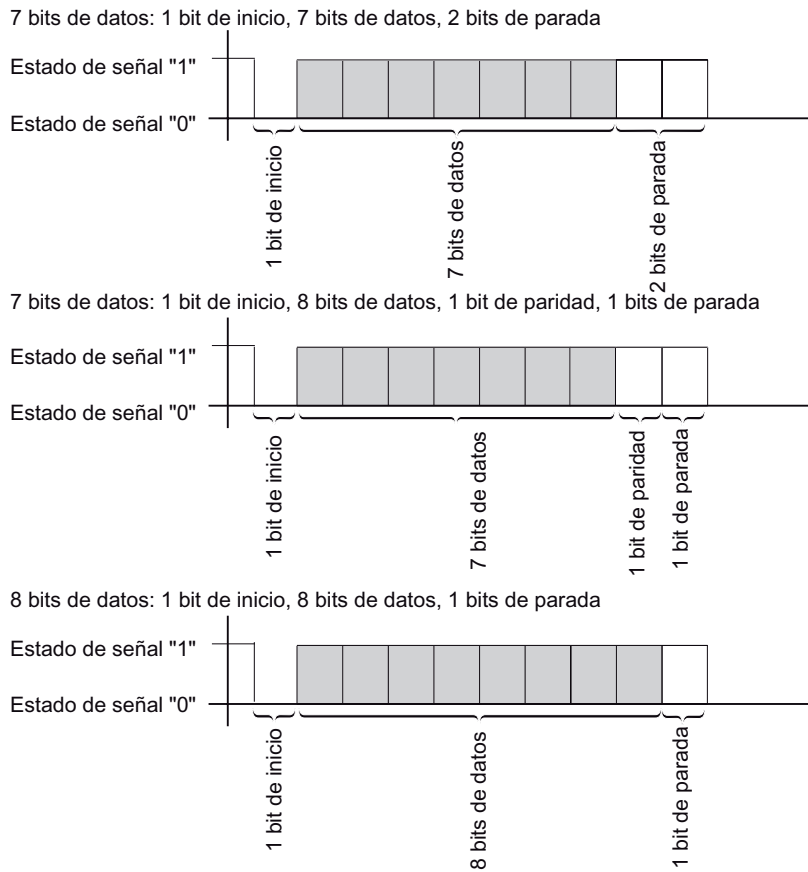 7 bits de datos: 1 bit de inicio, 7 bits de datos, 2 bits de parada
Estado de señal "1"
Estado de señal "0"
1 bit de inicio
7 bits de datos
2 bits de parada
7 bits de datos: 1 bit de inicio, 8 bits de datos, 1 bit de paridad, 1 bits de parada
Estado de señal "1"
Estado de señal "0"
1 bit de inicio
7 bits de datos
1 bit de paridad
1 bit de parada
8 bits de datos: 1 bit de inicio, 8 bits de datos, 1 bits de parada
Estado de señal "1"
Estado de señal "0"
1 bit de inicio
8 bits de datos
1 bit de parada